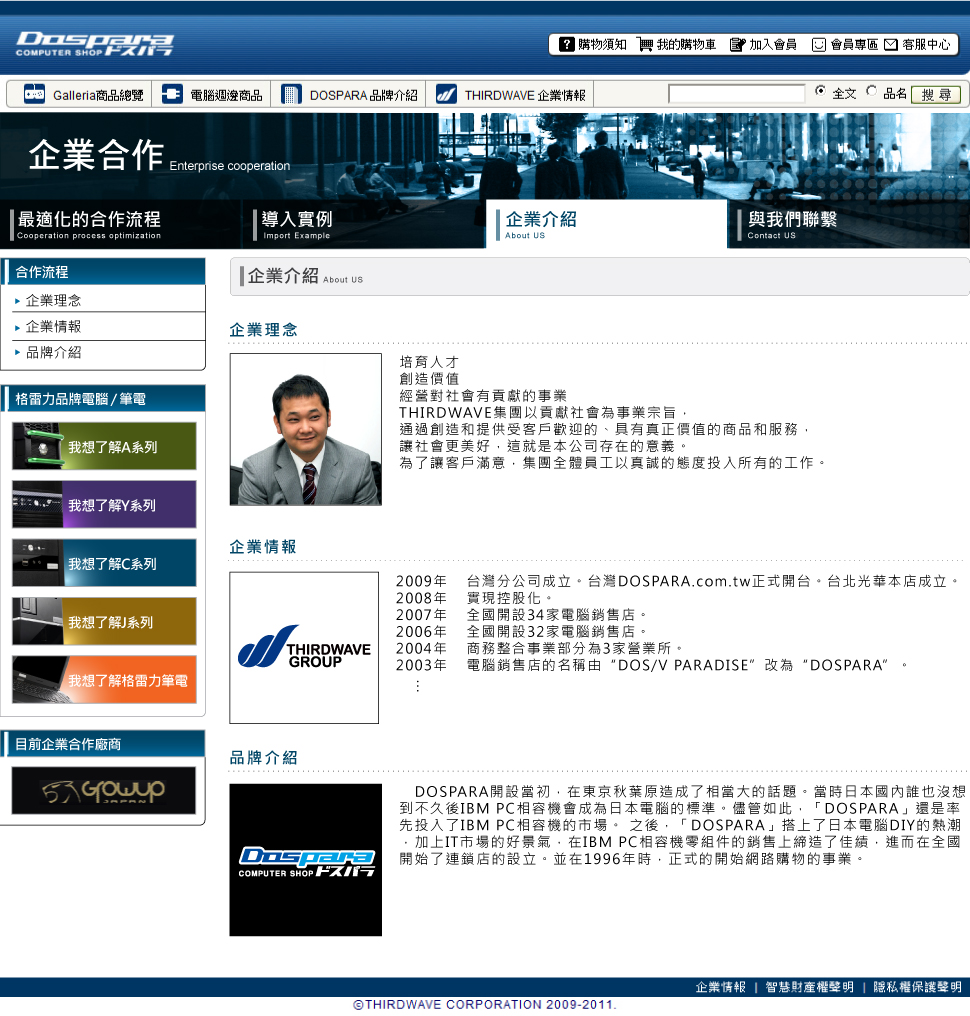 Dospara
COMPUTER SHOP ドスパラ
購物須知 我的購物車 加入會員 會員專區 客服中心
Galleria商品總覽 電腦週邊商品 DOSPARA 品牌介紹 THIRDWAVE 企業情報 全文 品名 搜 尋
企業合作 Enterprise cooperation
最適化的合作流程 導入實例 企業介紹 與我們聯繫
Cooperation process optimization Import Example About US Contact US
合作流程
企業理念
企業情報
品牌介紹
格雷力品牌電腦/筆電
我想了解A系列
我想了解Y系列
我想了解C系列
我想了解J系列
我想了解格雷力筆電
目前企業合作廠商
GROWUP
JAPAN
企業介紹 About US
企業理念
培育人才
創造價值
經營對社會有貢獻的事業
THIRDWAVE集團以貢獻社會為事業宗旨，
通過創造和提供受客戶歡迎的、具有真正價值的商品和服務，
讓社會更美好，這就是本公司存在的意義。
為了讓客戶滿意，集團全體員工以真誠的態度投入所有的工作。
企業情報
THIRDWAVE
GROUP
2009年 台灣分公司成立。台灣DOSPARA.com.tw正式開台。台北光華本店成立。
2008年 實現控股化。
2007年 全國開設34家電腦銷售店。
2006年 全國開設32家電腦銷售店。
2004年 商務整合事業部分為3家營業所。
2003年 電腦銷售店的名稱由“DOS/V PARADISE”改為“DOSPARA”。
⋮
品牌介紹
Dospara
COMPUTER SHOP ドスパラ
DOSPARA開設當初，在東京秋葉原造成了相當大的話題。當時日本國內誰也沒想
到不久後IBM PC相容機會成為日本電腦的標準。儘管如此，「DOSPARA」還是率
先投入了IBM PC相容機的市場。 之後，「DOSPARA」搭上了日本電腦DIY的熱潮
，加上IT市場的好景氣，在IBM PC相容機零組件的銷售上締造了佳績，進而在全國
開始了連鎖店的設立。並在1996年時，正式的開始網路購物的事業。
企業情報 | 智慧財產權聲明 | 隱私權保護聲明
©THIRDWAVE CORPORATION 2009-2011.